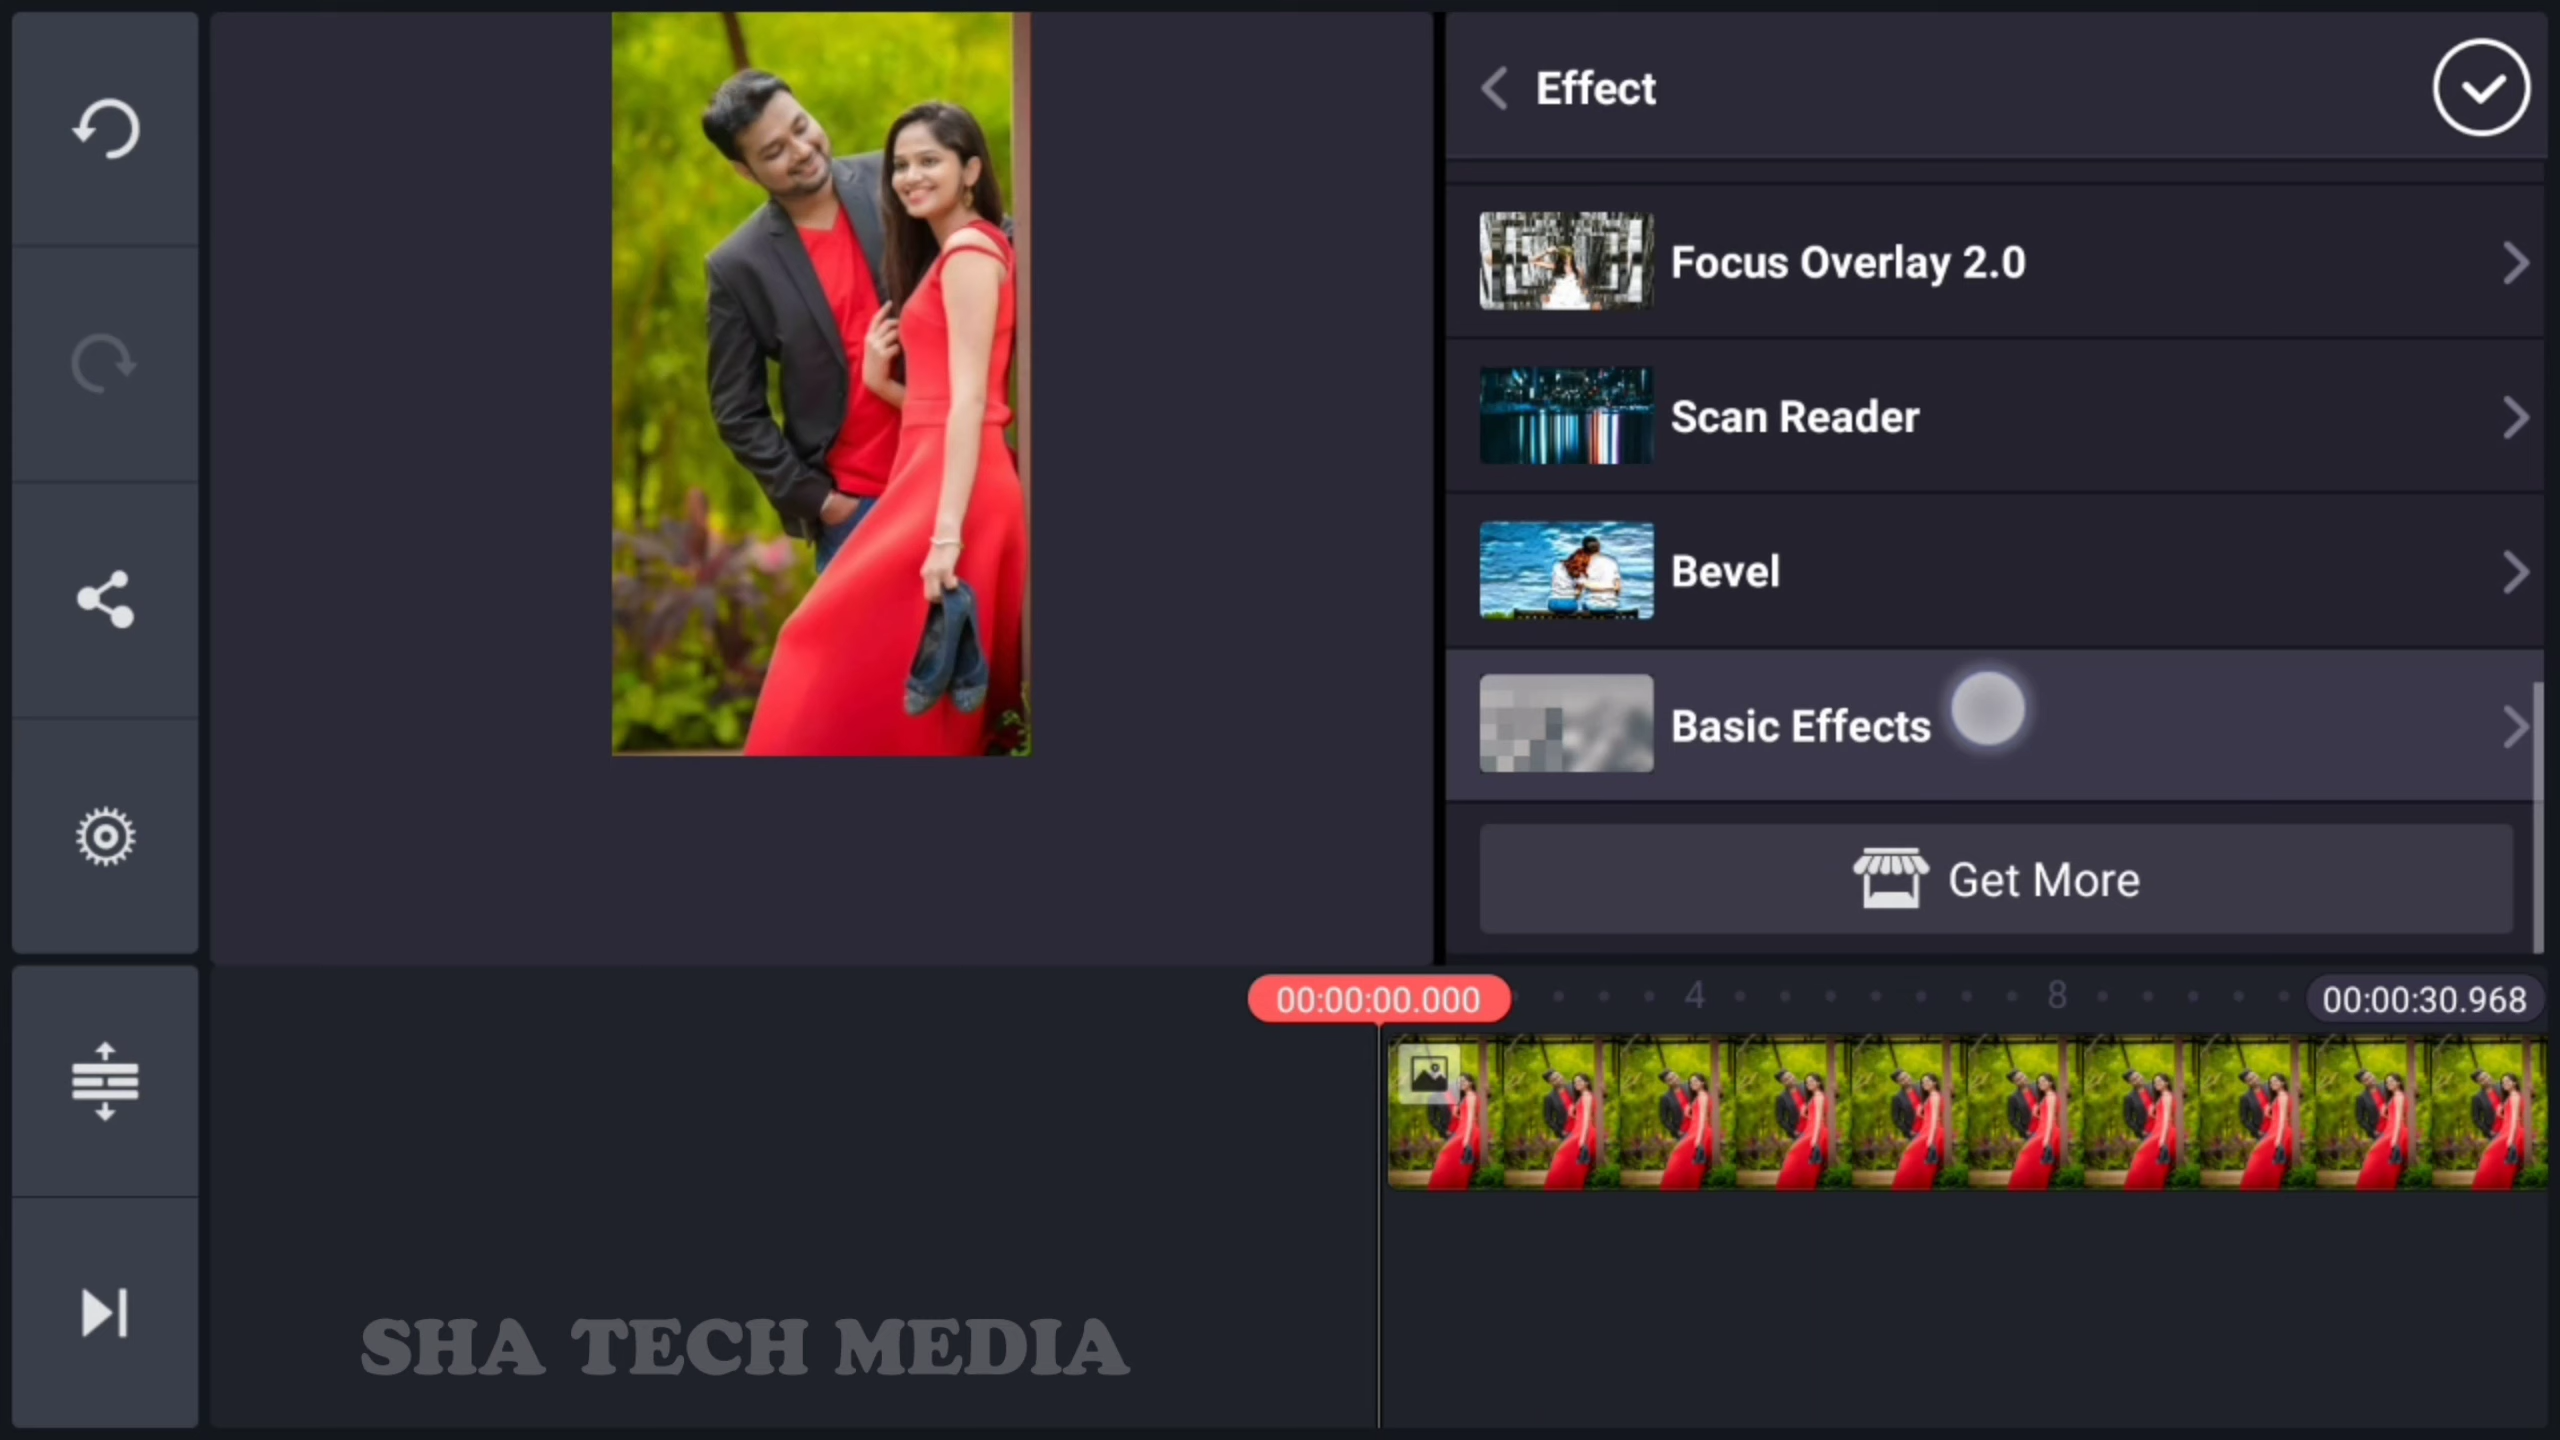 Effect
Focus Overlay 2.0
Scan Reader
Bevel
Basic Effects
Get More
00:00:00.000
4
8
00:00:30.968
SHA TECH MEDIA